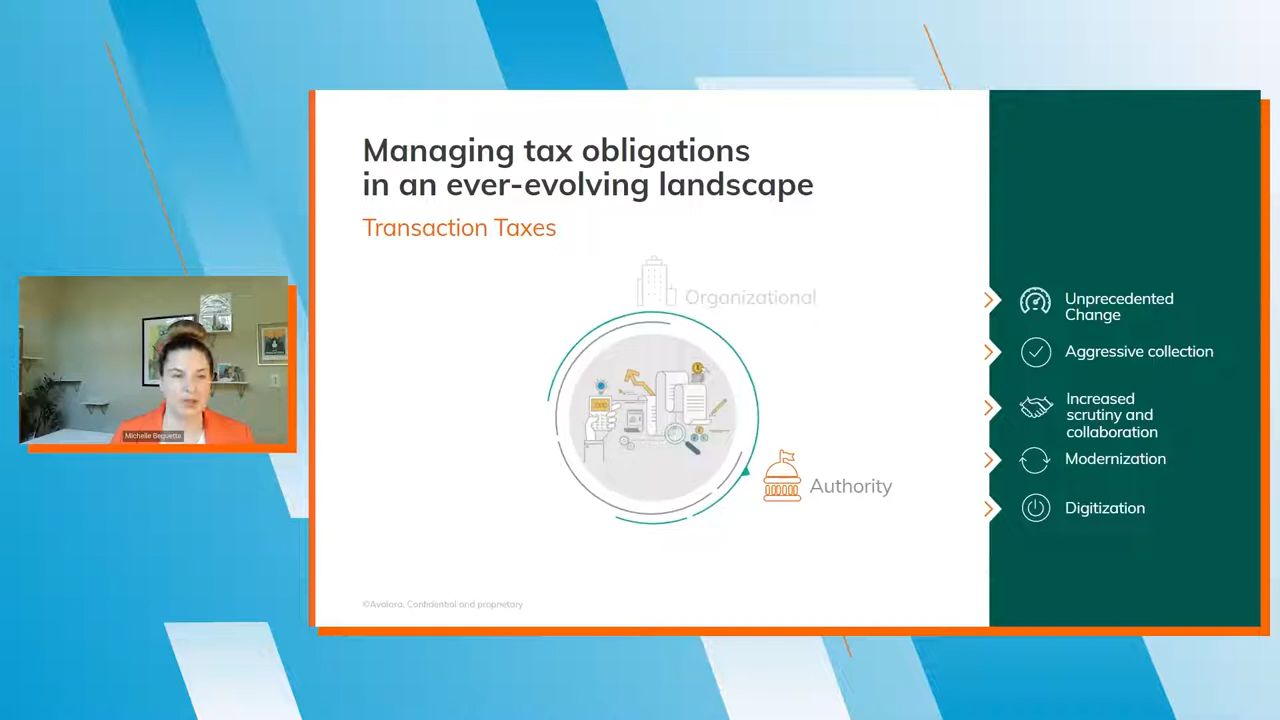 Managing tax obligations
in an ever-evolving landscape
Transaction Taxes
Organizational
Authority
©Avalara. Confidential and proprietary
Unprecedented
Change
Aggressive collection
Increased
scrutiny and
collaboration
Modernization
Digitization
Michelle Beguette